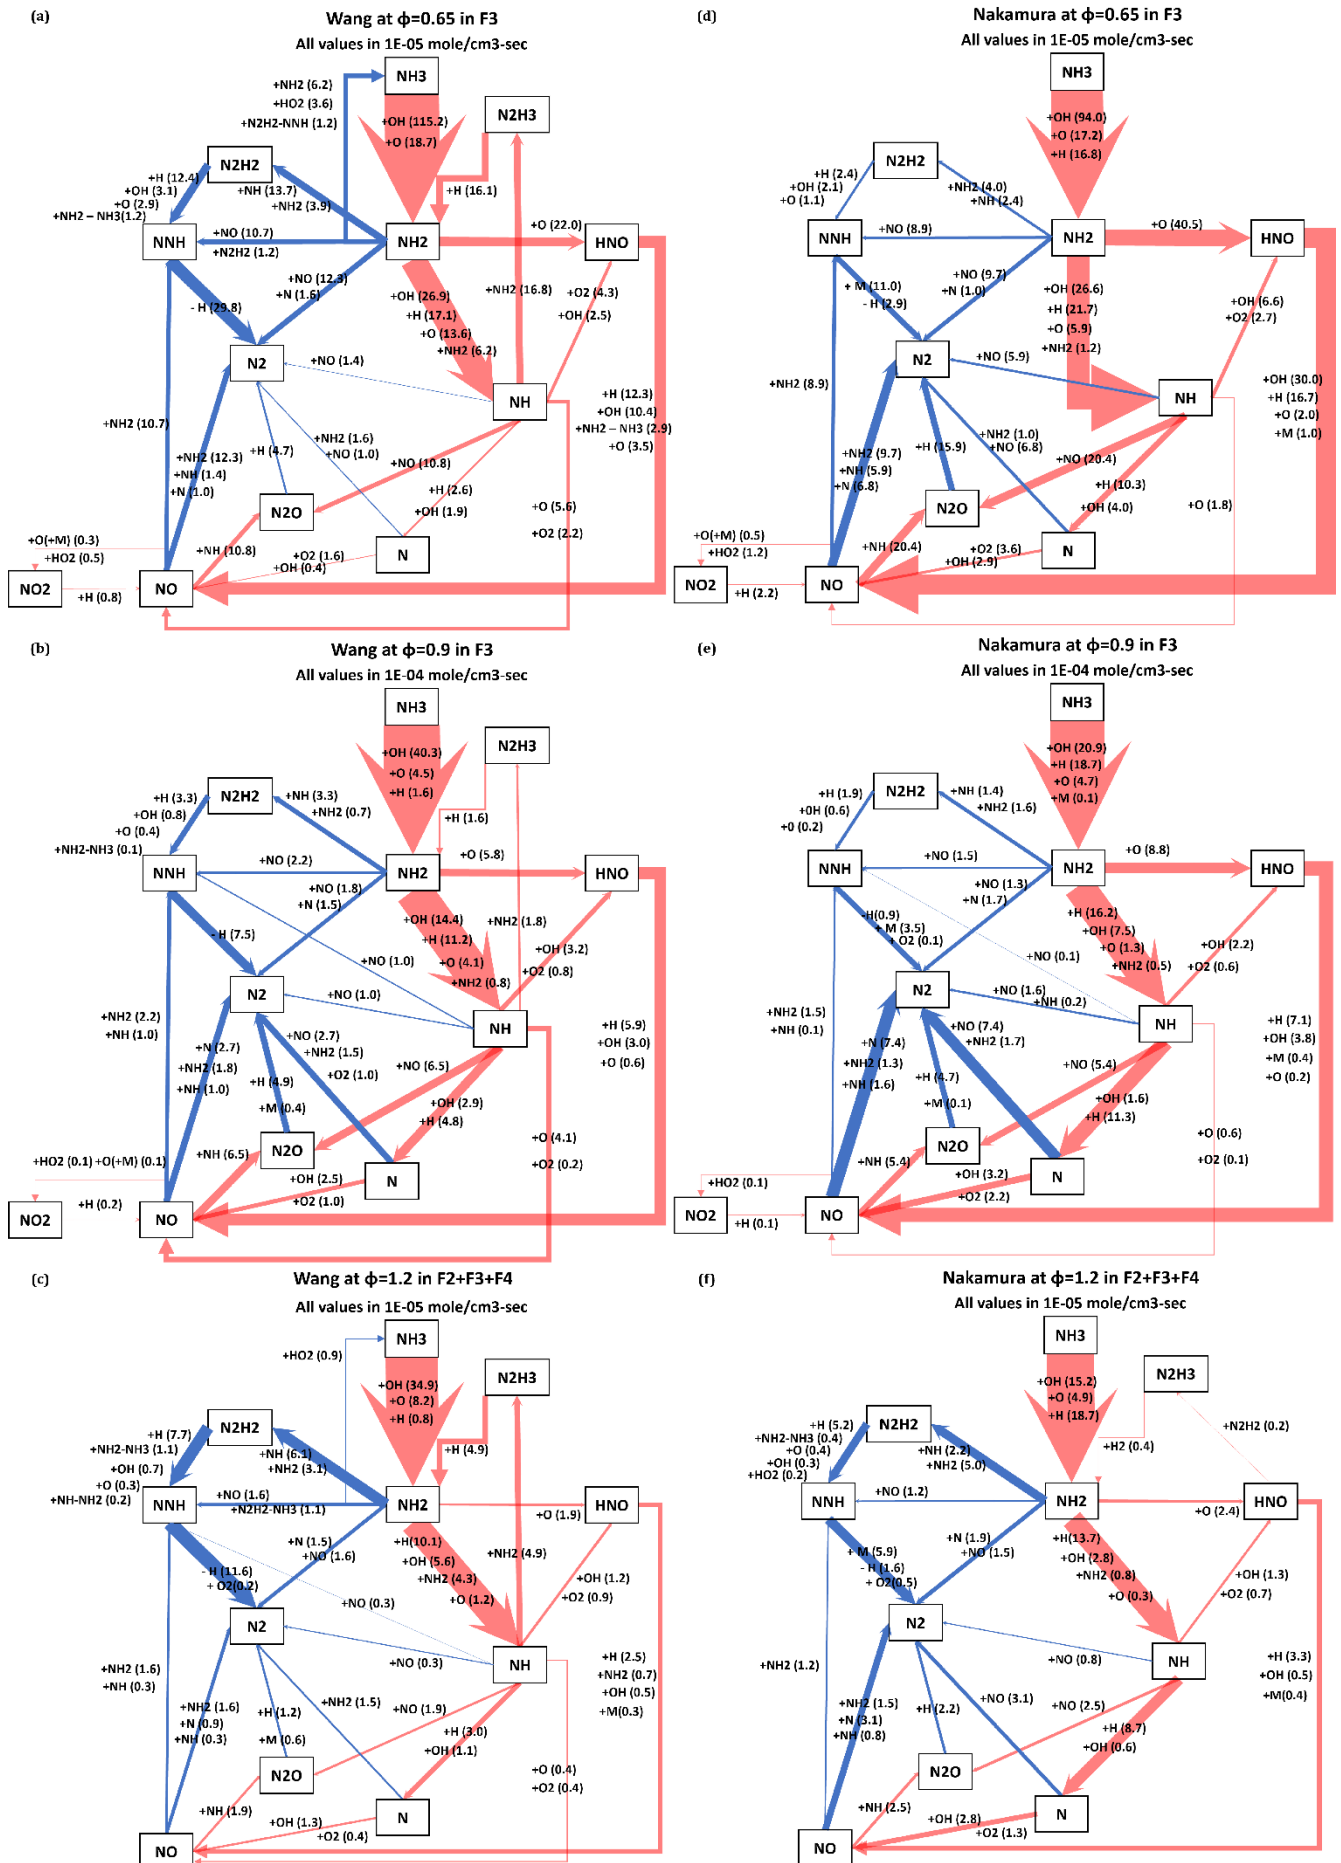 (a)
Wang at ϕ=0.65 in F3
All values in 1E-05 mole/cm3-sec
NH3
+NH2 (6.2)
+HO2 (3.6)
+N2H2-NNH (1.2)
+OH (115.2)
+O (18.7)
N2H3
N2H2
+H (12.4)
+OH (3.1)
+O (2.9)
+NH2 – NH3(1.2)
+NH (13.7)
+NH2 (3.9)
+H (16.1)
NNH
+NO (10.7)
+N2H2 (1.2)
NH2
+O (22.0)
HNO
+NO (12.3)
+N (1.6)
- H (29.8)
+OH (26.9)
+H (17.1)
+O (13.6)
+NH2 (6.2)
+NH2 (16.8)
+O2 (4.3)
+OH (2.5)
N2
+NO (1.4)
NH
+H (12.3)
+OH (10.4)
+NH2 – NH3 (2.9)
+O (3.5)
+NH2 (10.7)
+NH2 (12.3)
+NH (1.4)
+N (1.0)
+H (4.7)
+NH2 (1.6)
+NO (1.0)
+NO (10.8)
+H (2.6)
+OH (1.9)
+O (5.6)
+O2 (2.2)
N2O
N
+O(+M) (0.3)
+HO2 (0.5)
+NH (10.8)
+O2 (1.6)
+OH (0.4)
NO2
+H (0.8)
NO
(d)
Nakamura at ϕ=0.65 in F3
All values in 1E-05 mole/cm3-sec
NH3
+OH (94.0)
+O (17.2)
+H (16.8)
N2H2
+H (2.4)
+OH (2.1)
+O (1.1)
+NH2 (4.0)
+NH (2.4)
NNH
+NO (8.9)
NH2
+O (40.5)
HNO
+NO (9.7)
+N (1.0)
+ M (11.0)
- H (2.9)
+OH (26.6)
+H (21.7)
+O (5.9)
+NH2 (1.2)
+OH (6.6)
+O2 (2.7)
N2
+NO (5.9)
NH
+NH2 (8.9)
+OH (30.0)
+H (16.7)
+O (2.0)
+M (1.0)
+NH2 (9.7)
+NH (5.9)
+N (6.8)
+H (15.9)
+NH2 (1.0)
+NO (6.8)
+NO (20.4)
+H (10.3)
+OH (4.0)
+O (1.8)
N2O
N
+O(+M) (0.5)
+HO2 (1.2)
+NH (20.4)
+O2 (3.6)
+OH (2.9)
NO2
+H (2.2)
NO
(b)
Wang at ϕ=0.9 in F3
All values in 1E-04 mole/cm3-sec
NH3
+OH (40.3)
+O (4.5)
+H (1.6)
N2H3
N2H2
+H (3.3)
+OH (0.8)
+O (0.4)
+NH2-NH3 (0.1)
+NH (3.3)
+NH2 (0.7)
+H (1.6)
NNH
+NO (2.2)
NH2
+O (5.8)
HNO
+NO (1.8)
+N (1.5)
- H (7.5)
+OH (14.4)
+H (11.2)
+O (4.1)
+NH2 (0.8)
+NH2 (1.8)
+OH (3.2)
+O2 (0.8)
+NO (1.0)
N2
+NO (1.0)
NH
+NH2 (2.2)
+NH (1.0)
+N (2.7)
+NH2 (1.8)
+NH (1.0)
+H (4.9)
+M (0.4)
+NO (2.7)
+NH2 (1.5)
+O2 (1.0)
+NO (6.5)
+OH (2.9)
+H (4.8)
+H (5.9)
+OH (3.0)
+O (0.6)
+O (4.1)
+O2 (0.2)
N2O
N
+HO2 (0.1) +O(+M) (0.1)
+NH (6.5)
+OH (2.5)
+O2 (1.0)
NO2
+H (0.2)
NO
(e)
Nakamura at ϕ=0.9 in F3
All values in 1E-04 mole/cm3-sec
NH3
+OH (20.9)
+H (18.7)
+O (4.7)
+M (0.1)
N2H2
+H (1.9)
+0H (0.6)
+0 (0.2)
+NH (1.4)
+NH2 (1.6)
NNH
+NO (1.5)
NH2
+O (8.8)
HNO
+NO (1.3)
+N (1.7)
-H(0.9)
+ M (3.5)
+ O2 (0.1)
+H (16.2)
+OH (7.5)
+O (1.3)
+NH2 (0.5)
+OH (2.2)
+O2 (0.6)
+NO (0.1)
N2
+NO (1.6)
+NH (0.2)
NH
+NH2 (1.5)
+NH (0.1)
+N (7.4)
+NH2 (1.3)
+NH (1.6)
+H (4.7)
+M (0.1)
+NO (7.4)
+NH2 (1.7)
+NO (5.4)
+OH (1.6)
+H (11.3)
+H (7.1)
+OH (3.8)
+M (0.4)
+O (0.2)
+O (0.6)
+O2 (0.1)
N2O
N
+HO2 (0.1)
+NH (5.4)
+OH (3.2)
+O2 (2.2)
NO2
+H (0.1)
NO
(c)
Wang at ϕ=1.2 in F2+F3+F4
All values in 1E-05 mole/cm3-sec
NH3
+HO2 (0.9)
+OH (34.9)
+O (8.2)
+H (0.8)
N2H3
N2H2
+H (7.7)
+NH2-NH3 (1.1)
+OH (0.7)
+O (0.3)
+NH-NH2 (0.2)
+NH (6.1)
+NH2 (3.1)
+H (4.9)
NNH
+NO (1.6)
+N2H2-NH3 (1.1)
NH2
+O (1.9)
HNO
+N (1.5)
+NO (1.6)
- H (11.6)
+ O2(0.2)
+H(10.1)
+OH (5.6)
+NH2 (4.3)
+O (1.2)
+NH2 (4.9)
+OH (1.2)
+O2 (0.9)
+NO (0.3)
N2
+NO (0.3)
NH
+NH2 (1.6)
+NH (0.3)
+NH2 (1.6)
+N (0.9)
+NH (0.3)
+H (1.2)
+M (0.6)
+NH2 (1.5)
+NO (1.9)
+H (3.0)
+OH (1.1)
+H (2.5)
+NH2 (0.7)
+OH (0.5)
+M(0.3)
+O (0.4)
+O2 (0.4)
N2O
N
+NH (1.9)
+OH (1.3)
+O2 (0.4)
NO
(f)
Nakamura at ϕ=1.2 in F2+F3+F4
All values in 1E-05 mole/cm3-sec
NH3
+OH (15.2)
+O (4.9)
+H (18.7)
N2H3
N2H2
+H (5.2)
+NH2-NH3 (0.4)
+O (0.4)
+OH (0.3)
+HO2 (0.2)
+NH (2.2)
+NH2 (5.0)
+H2 (0.4)
+N2H2 (0.2)
NNH
+NO (1.2)
NH2
+O (2.4)
HNO
+N (1.9)
+NO (1.5)
+ M (5.9)
- H (1.6)
+ O2(0.5)
+H(13.7)
+OH (2.8)
+NH2 (0.8)
+O (0.3)
+OH (1.3)
+O2 (0.7)
N2
+NO (0.8)
NH
+NH2 (1.2)
+NH2 (1.5)
+N (3.1)
+NH (0.8)
+H (2.2)
+NO (3.1)
+NO (2.5)
+H (8.7)
+OH (0.6)
+H (3.3)
+OH (0.5)
+M(0.4)
N2O
N
+NH (2.5)
+OH (2.8)
+O2 (1.3)
NO